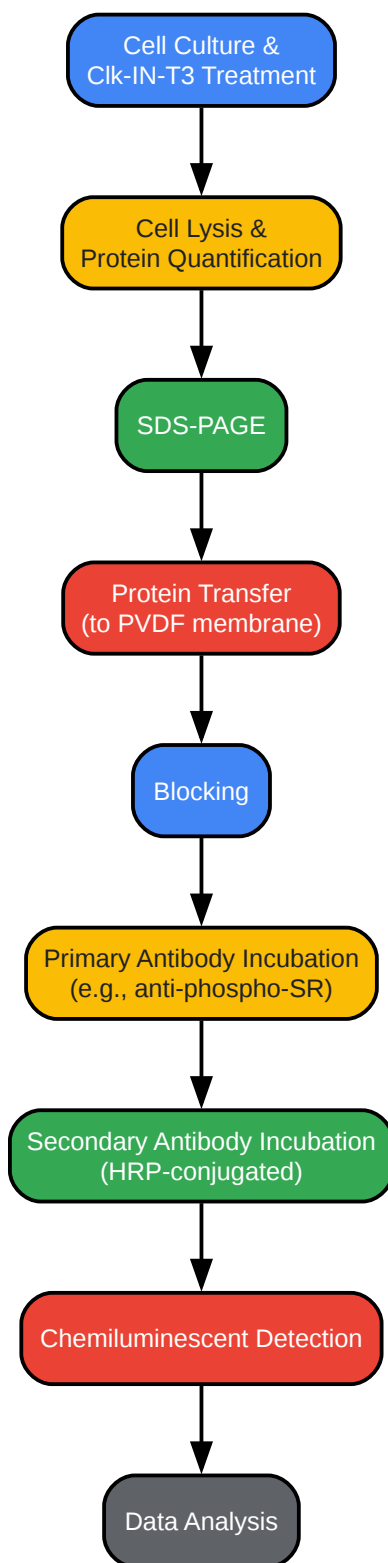 Cell Culture &
Clk-IN-T3 Treatment
Cell Lysis &
Protein Quantification
SDS-PAGE
Protein Transfer
(to PVDF membrane)
Blocking
Primary Antibody Incubation
(e.g., anti-phospho-SR)
Secondary Antibody Incubation
(HRP-conjugated)
Chemiluminescent Detection
Data Analysis